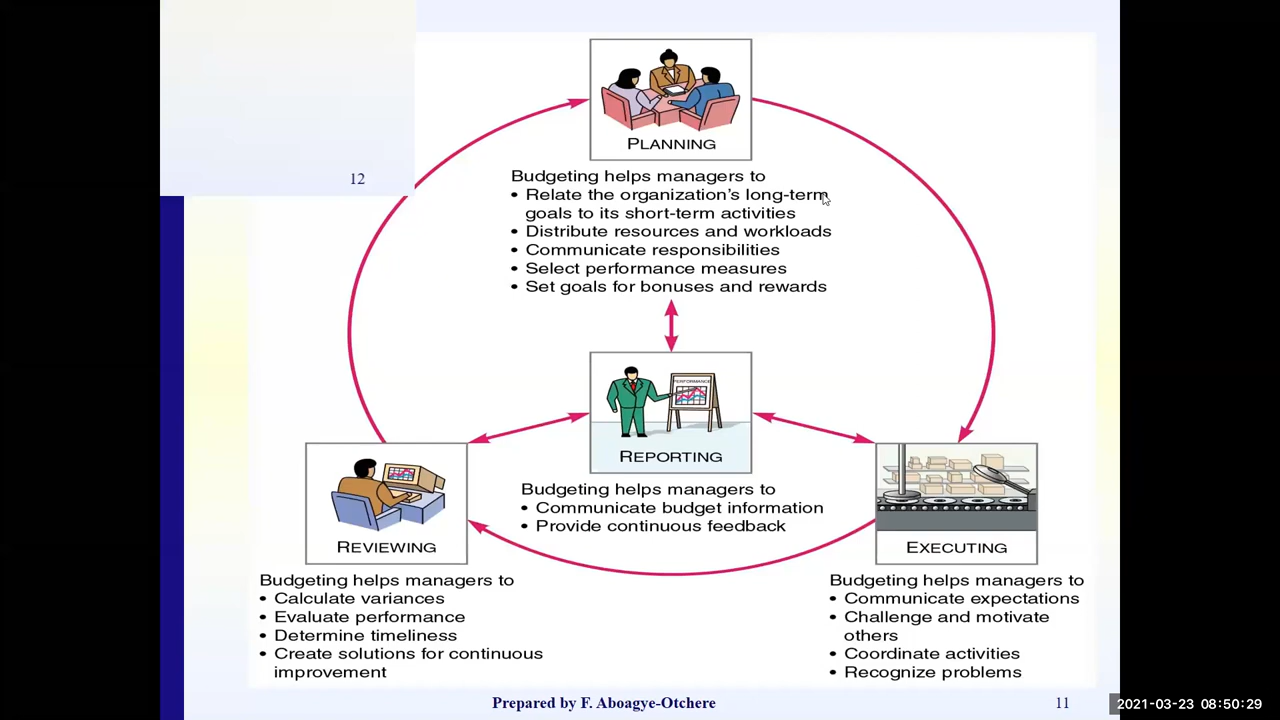 12
PLANNING
Budgeting helps managers to
• Relate the organization's long-term
goals to its short-term activities
• Distribute resources and workloads
• Communicate responsibilities
• Select performance measures
• Set goals for bonuses and rewards
PERFORMANCE
REPORTING
Budgeting helps managers to
• Communicate budget information
• Provide continuous feedback
REVIEWING
Budgeting helps managers to
• Calculate variances
• Evaluate performance
• Determine timeliness
• Create solutions for continuous
improvement
EXECUTING
Budgeting helps managers to
• Communicate expectations
• Challenge and motivate
others
• Coordinate activities
• Recognize problems
Prepared by F. Aboagye-Otchere
11
2021-03-23 08:50:29